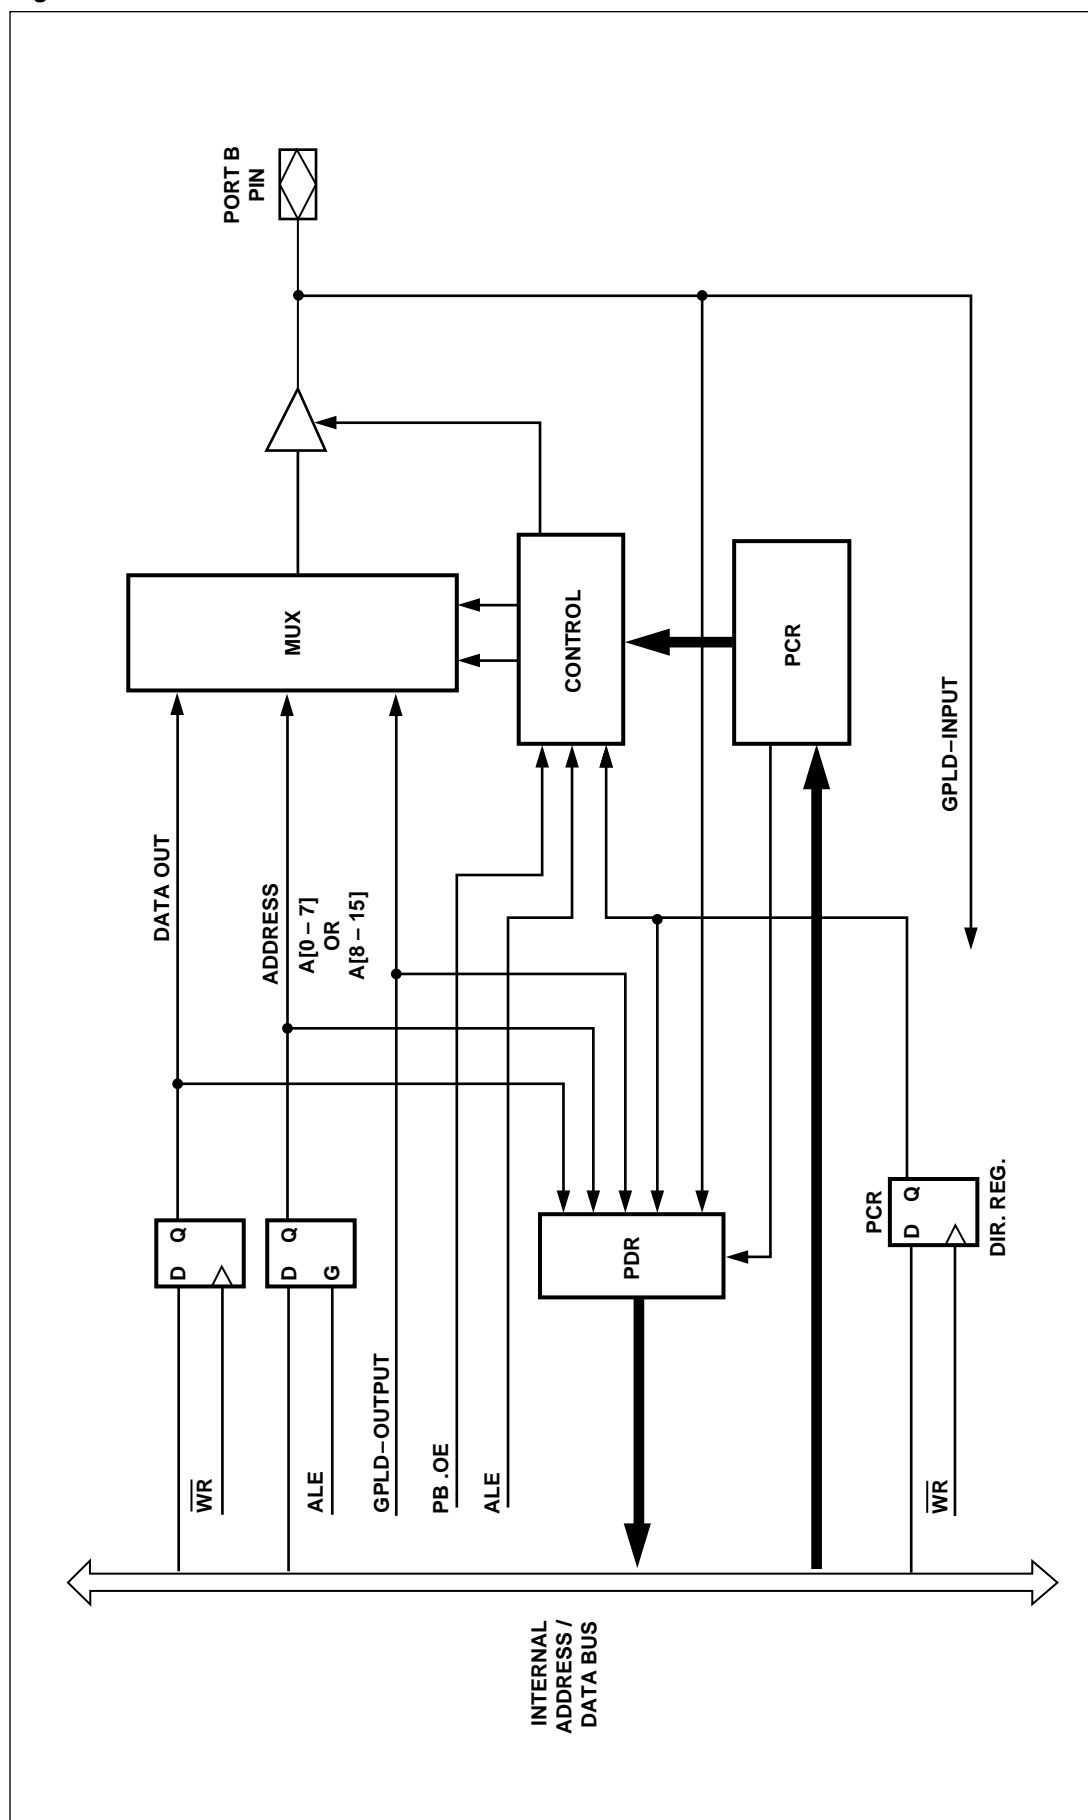 PORT B
PIN
MUX
CONTROL
PCR
DATA OUT
ADDRESS
A[0 – 7]
OR
A[8 – 15]
GPLD–INPUT
D Q
D Q
G
PDR
PCR
D Q
DIR. REG.
WR
ALE
GPLD–OUTPUT
PB .OE
ALE
WR
INTERNAL
ADDRESS /
DATA BUS